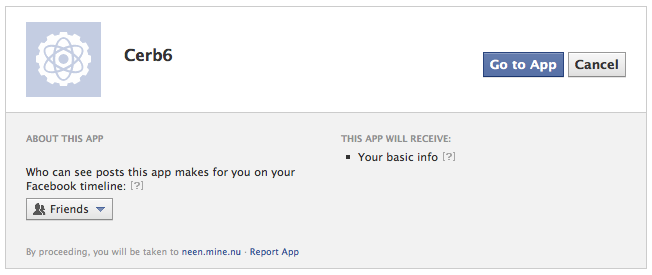 Cerb6
Go to App
Cancel
ABOUT THIS APP
Who can see posts this app makes for you on your
Facebook timeline: [?]
Friends
THIS APP WILL RECEIVE:
Your basic info [?]
By proceeding, you will be taken to neen.mine.nu · Report App